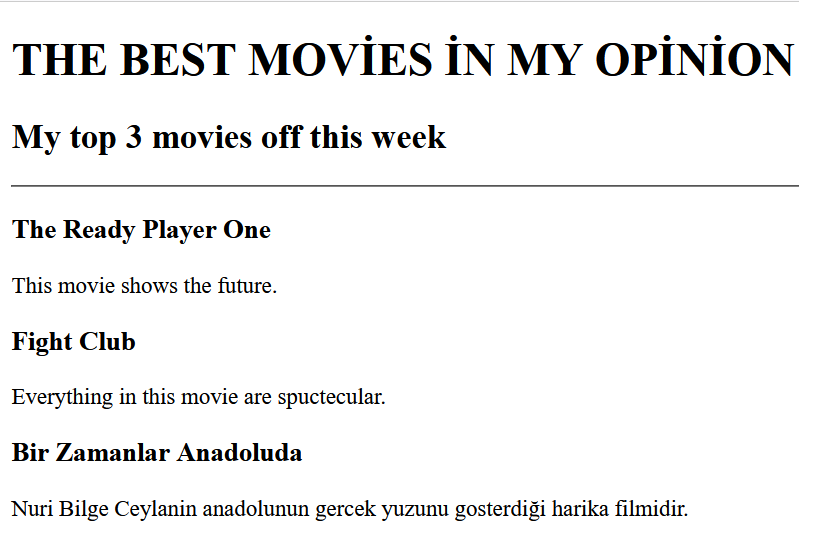 THE BEST MOVİES İN MY OPİNİON
My top 3 movies off this week
The Ready Player One
This movie shows the future.
Fight Club
Everything in this movie are spuctecular.
Bir Zamanlar Anadoluda
Nuri Bilge Ceylanin anadolunun gercek yuzunu gosterdiği harika filmidir.